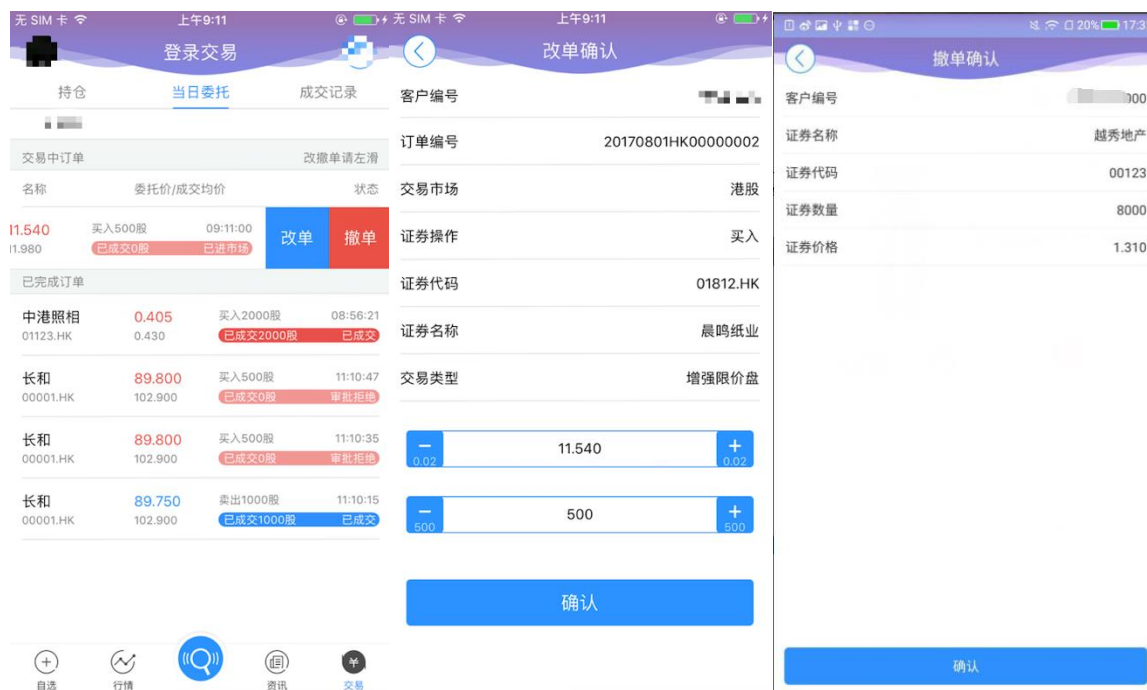 无 SIM 卡
上午9:11
登录交易
持仓
当日委托
成交记录
交易中订单
改撤单请左滑
名称
委托价/成交均价
状态
11.540
买入500股
09:11:00
11.980
已成交0股
已进市场
改单
撤单
已完成订单
中港照相
0.405
买入2000股
08:56:21
01123.HK
0.430
已成交2000股
已成交
长和
89.800
买入500股
11:10:47
00001.HK
102.900
已成交0股
审批拒绝
长和
89.800
买入500股
11:10:35
00001.HK
102.900
已成交0股
审批拒绝
长和
89.750
卖出1000股
11:10:15
00001.HK
102.900
已成交1000股
已成交
自选
行情
资讯
交易
无 SIM 卡
上午9:11
改单确认
客户编号
订单编号
20170801HK00000002
交易市场
港股
证券操作
买入
证券代码
01812.HK
证券名称
晨鸣纸业
交易类型
增强限价盘
−
0.02
11.540
+
0.02
−
500
500
+
500
确认
20%
17:3
撤单确认
客户编号
000
证券名称
越秀地产
证券代码
00123
证券数量
8000
证券价格
1.310
确认